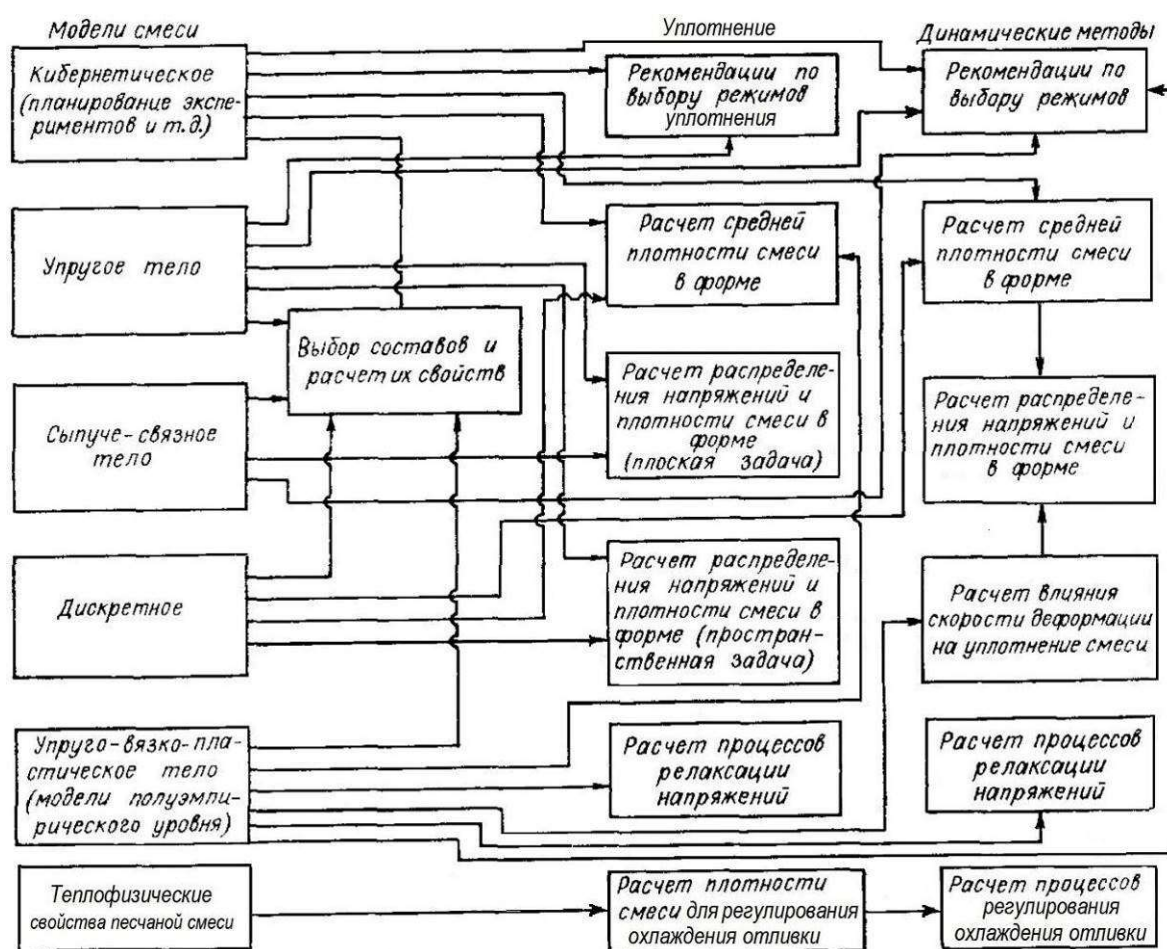 Модели смеси
Кибернетическое
(планирование экспе-
риментов и т.д.)
Упругое тело
Сыпуче-связное
тело
Дискретное
Упруго-вязко-пла-
стическое тело
(модели полуэмпи-
рического уровня)
Теплофизические
свойства песчаной смеси
Выбор составов и
расчет их свойств
Уплотнение
Рекомендации по
выбору режимов
уплотнения
Расчет средней
плотности смеси
в форме
Расчет распределе-
ния напряжений и
плотности смеси в
форме
(плоская задача)
Расчет распределе-
ния напряжений и
плотности смеси в
форме (простран-
ственная задача)
Расчет процессов
релаксации
напряжений
Расчет плотности
смеси для регулирования
охлаждения отливки
Динамические методы
Рекомендации по
выбору режимов
Расчет средней
плотности смеси
в форме
Расчет распределе-
ния напряжений и
плотности смеси
в форме
Расчет влияния
скорости деформации
на уплотнение смеси
Расчет процессов
релаксации
напряжений
Расчет процессов
регулирования
охлаждения отливки